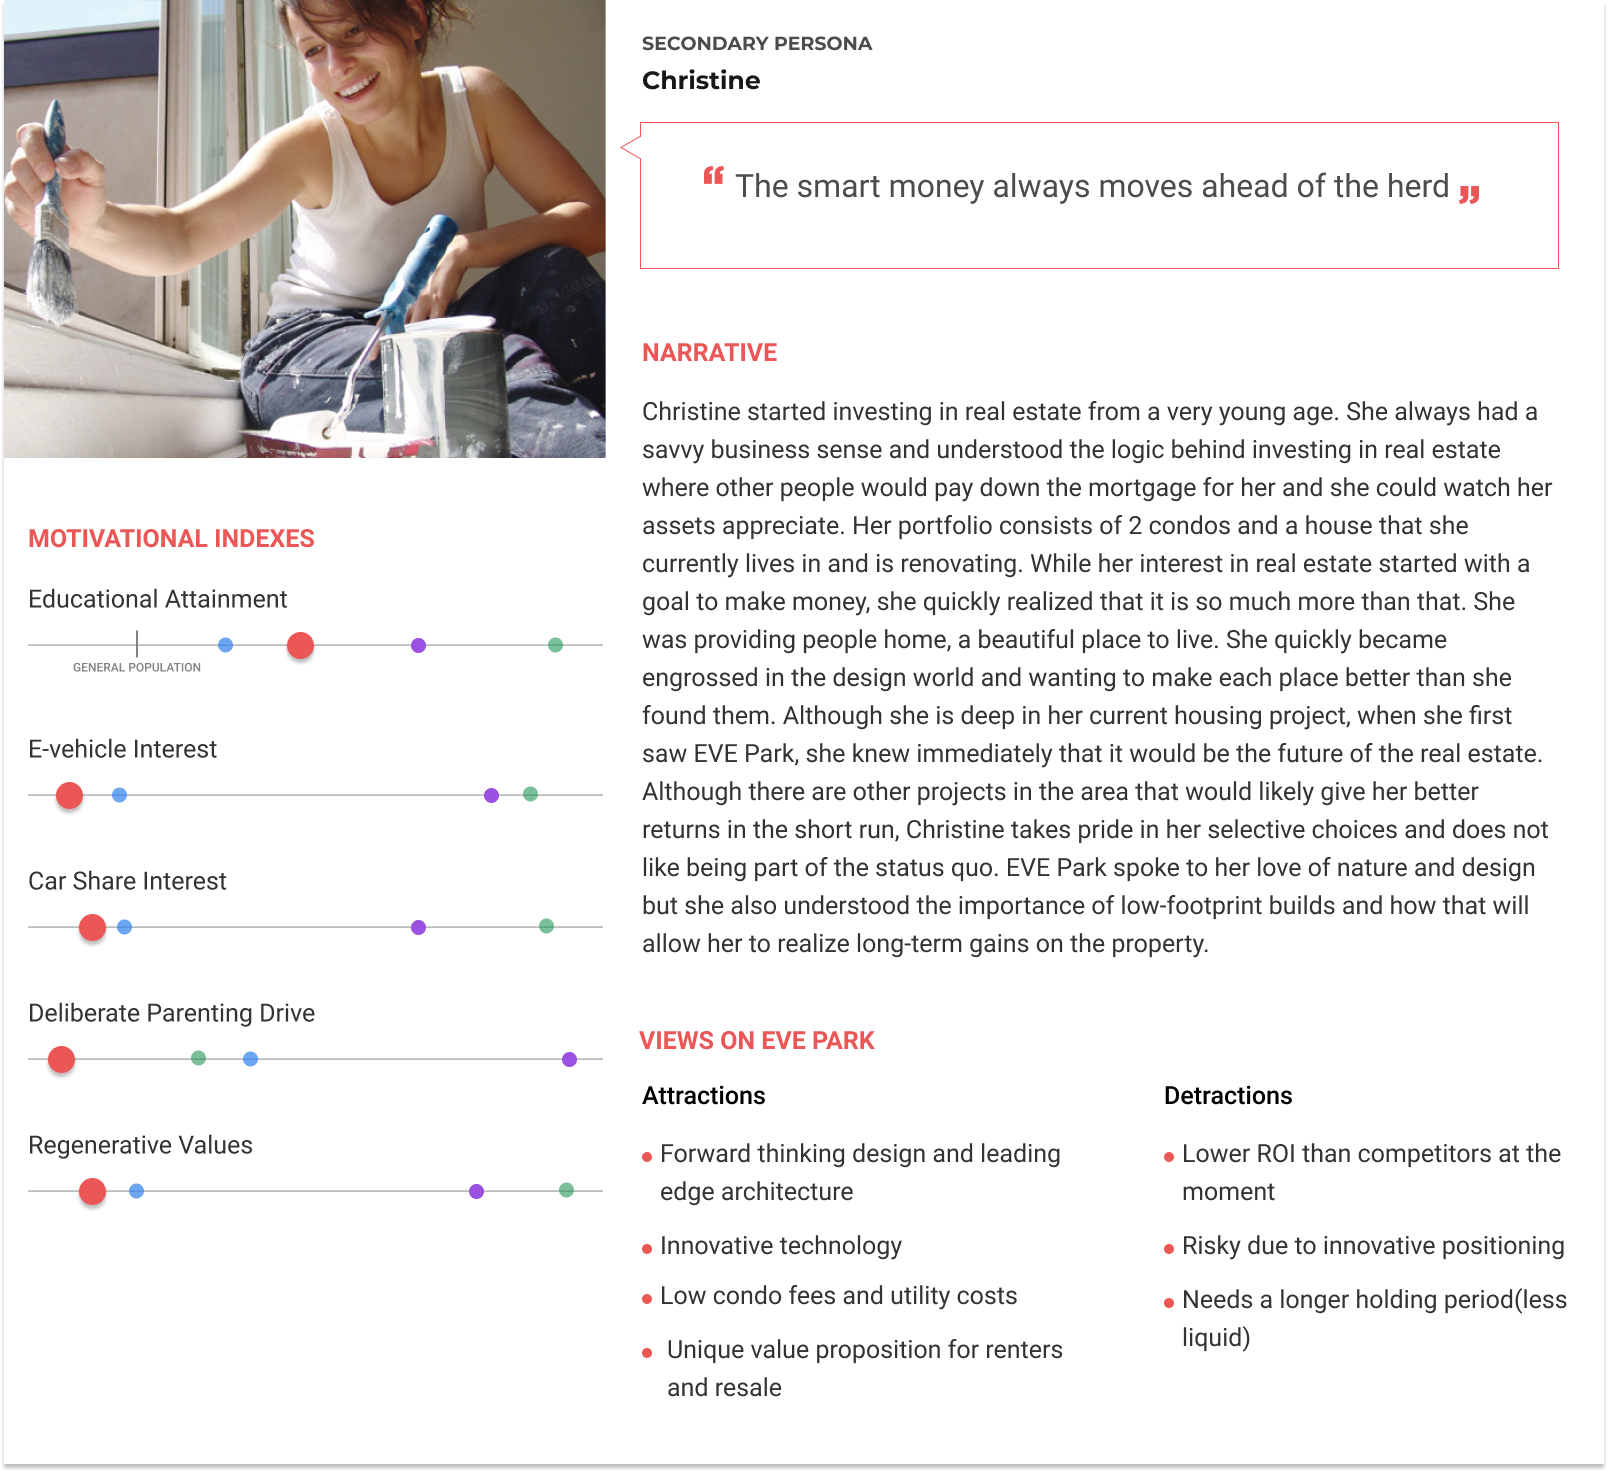 SECONDARY PERSONA
Christine
“ The smart money always moves ahead of the herd ”
MOTIVATIONAL INDEXES
Educational Attainment
GENERAL POPULATION
E-vehicle Interest
Car Share Interest
Deliberate Parenting Drive
Regenerative Values
NARRATIVE
Christine started investing in real estate from a very young age. She always had a
savvy business sense and understood the logic behind investing in real estate
where other people would pay down the mortgage for her and she could watch her
assets appreciate. Her portfolio consists of 2 condos and a house that she
currently lives in and is renovating. While her interest in real estate started with a
goal to make money, she quickly realized that it is so much more than that. She
was providing people home, a beautiful place to live. She quickly became
engrossed in the design world and wanting to make each place better than she
found them. Although she is deep in her current housing project, when she first
saw EVE Park, she knew immediately that it would be the future of the real estate.
Although there are other projects in the area that would likely give her better
returns in the short run, Christine takes pride in her selective choices and does not
like being part of the status quo. EVE Park spoke to her love of nature and design
but she also understood the importance of low-footprint builds and how that will
allow her to realize long-term gains on the property.
VIEWS ON EVE PARK
Attractions
Forward thinking design and leading
edge architecture
Innovative technology
Low condo fees and utility costs
Unique value proposition for renters
and resale
Detractions
Lower ROI than competitors at the
moment
Risky due to innovative positioning
Needs a longer holding period(less
liquid)